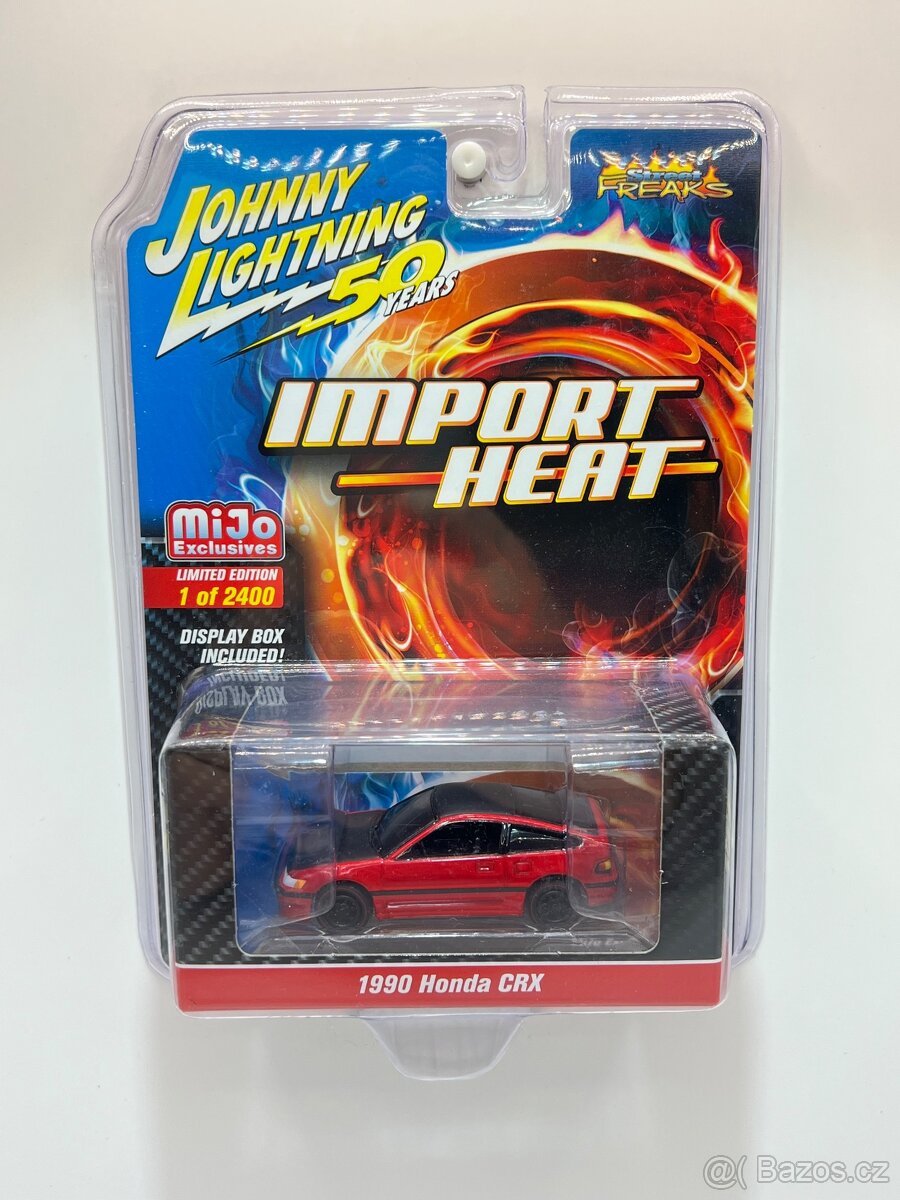 JOHNNY
LIGHTNING
50
YEARS
Street
FREAKS
IMPORT
HEAT
™
MiJo
Exclusives
LIMITED EDITION
1 of 2400
DISPLAY BOX
INCLUDED!
1990 Honda CRX
@( Bazos.cz